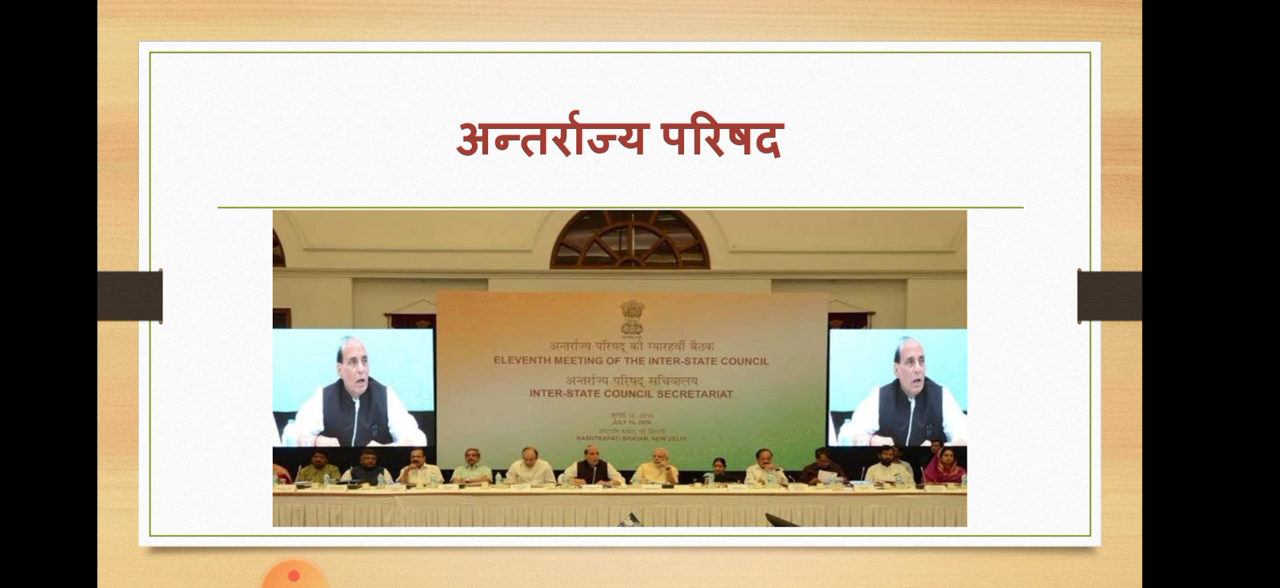 अन्तर्राज्य परिषद
अन्तर्राज्य परिषद् की ग्यारहवीं बैठक
ELEVENTH MEETING OF THE INTER-STATE COUNCIL
अन्तर्राज्य परिषद् सचिवालय
INTER-STATE COUNCIL SECRETARIAT
JULY 16, 2016
RASHTRAPATI BHAVAN, NEW DELHI